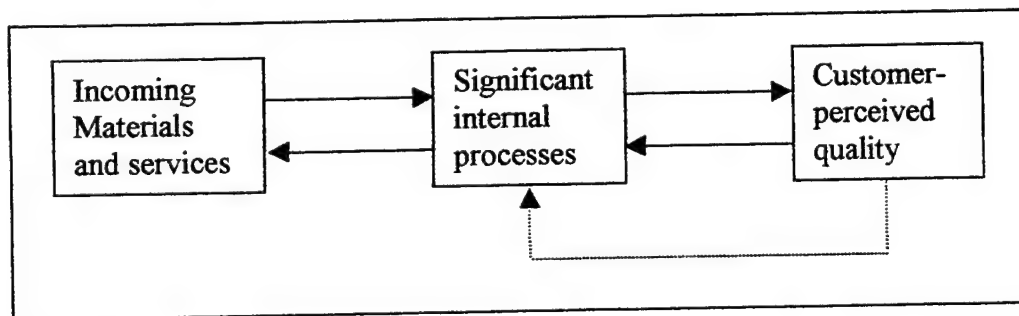 Incoming
Materials
and services
Significant
internal
processes
Customer-
perceived
quality